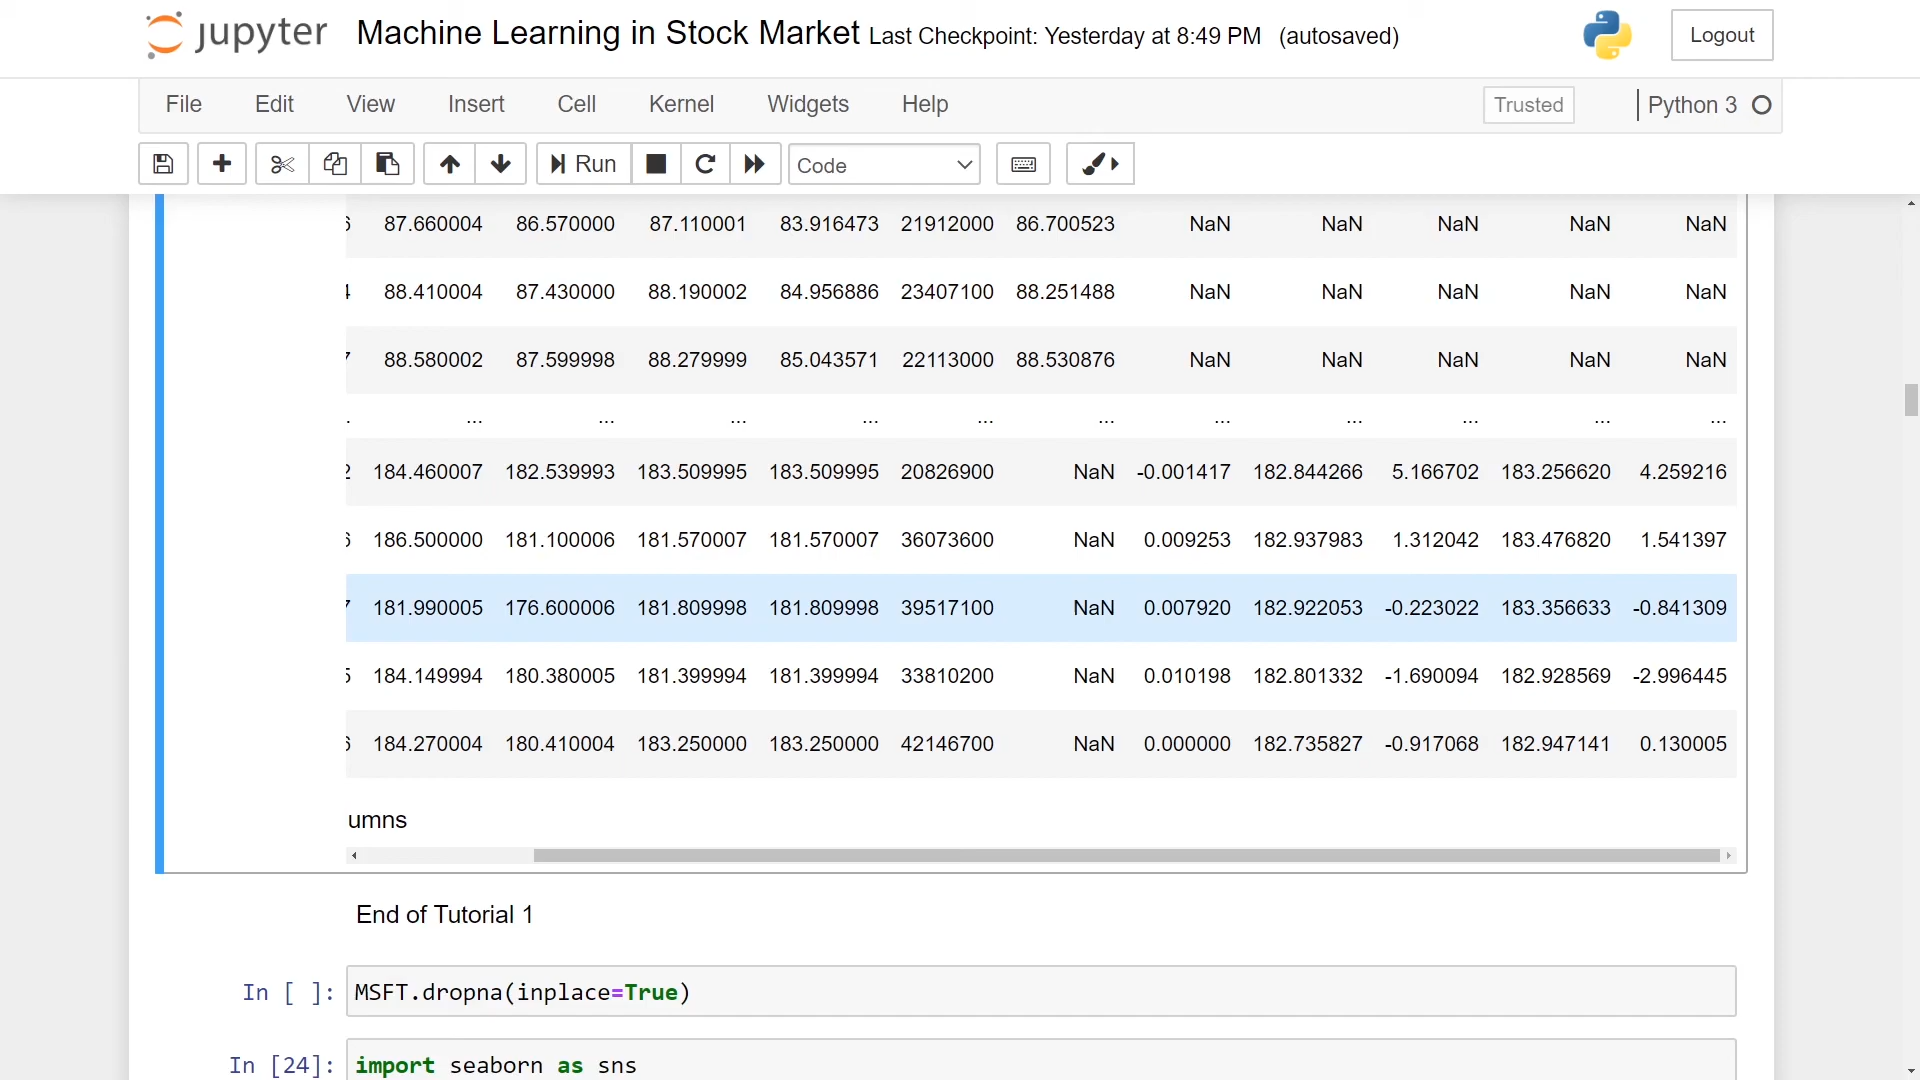 jupyter Machine Learning in Stock Market Last Checkpoint: Yesterday at 8:49 PM (autosaved) Logout
File Edit View Insert Cell Kernel Widgets Help Trusted Python 3
Run Code
87.660004 86.570000 87.110001 83.916473 21912000 86.700523 NaN NaN NaN NaN NaN
88.410004 87.430000 88.190002 84.956886 23407100 88.251488 NaN NaN NaN NaN NaN
88.580002 87.599998 88.279999 85.043571 22113000 88.530876 NaN NaN NaN NaN NaN
. ... ... ... ... ... ... ... ... ... ... ...
184.460007 182.539993 183.509995 183.509995 20826900 NaN -0.001417 182.844266 5.166702 183.256620 4.259216
186.500000 181.100006 181.570007 181.570007 36073600 NaN 0.009253 182.937983 1.312042 183.476820 1.541397
181.990005 176.600006 181.809998 181.809998 39517100 NaN 0.007920 182.922053 -0.223022 183.356633 -0.841309
184.149994 180.380005 181.399994 181.399994 33810200 NaN 0.010198 182.801332 -1.690094 182.928569 -2.996445
184.270004 180.410004 183.250000 183.250000 42146700 NaN 0.000000 182.735827 -0.917068 182.947141 0.130005
umns
End of Tutorial 1
In [ ]: MSFT.dropna(inplace=True)
In [24]: import seaborn as sns